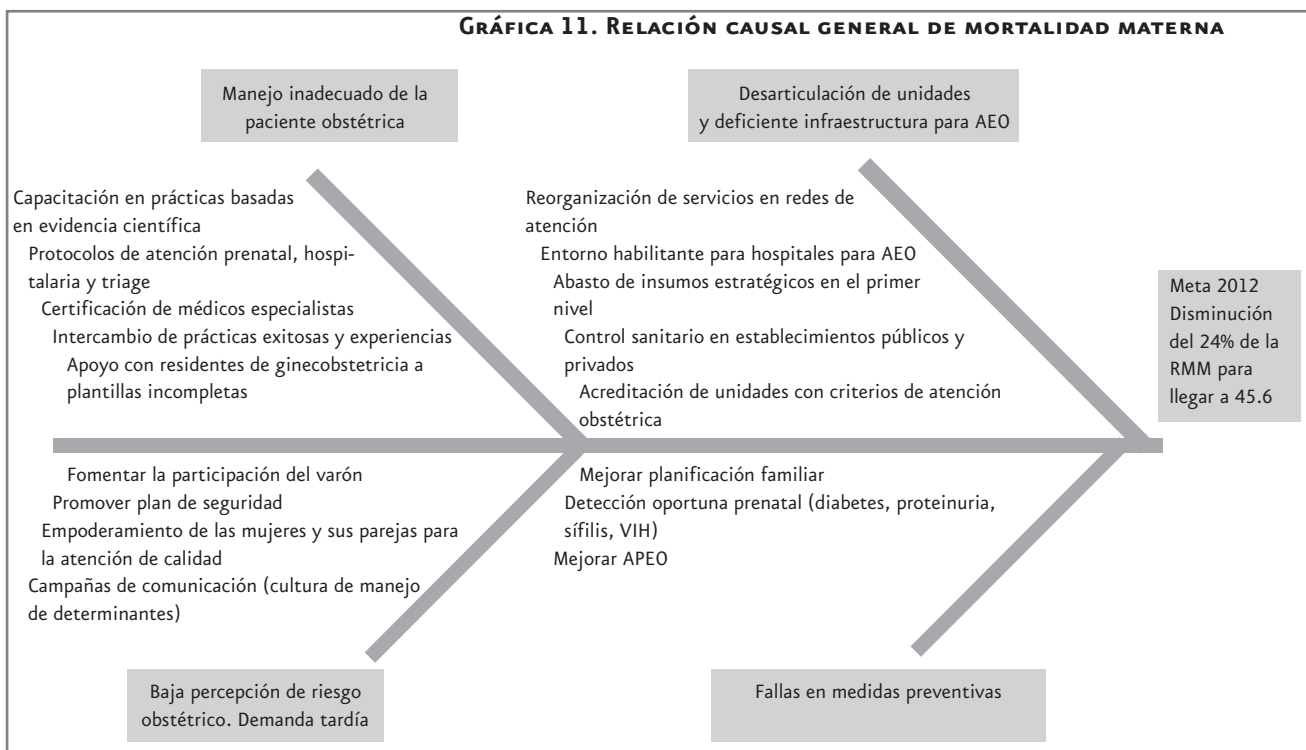 GRÁFICA 11. RELACIÓN CAUSAL GENERAL DE MORTALIDAD MATERNA
Manejo inadecuado de la
paciente obstétrica
Desarticulación de unidades
y deficiente infraestructura para AEO
Capacitación en prácticas basadas
en evidencia científica
Protocolos de atención prenatal, hospi-
talaria y triage
Certificación de médicos especialistas
Intercambio de prácticas exitosas y experiencias
Apoyo con residentes de ginecobstetricia a
plantillas incompletas
Reorganización de servicios en redes de
atención
Entorno habilitante para hospitales para AEO
Abasto de insumos estratégicos en el primer
nivel
Control sanitario en establecimientos públicos y
privados
Acreditación de unidades con criterios de atención
obstétrica
Meta 2012
Disminución
del 24% de la
RMM para
llegar a 45.6
Fomentar la participación del varón
Promover plan de seguridad
Empoderamiento de las mujeres y sus parejas para
la atención de calidad
Campañas de comunicación (cultura de manejo
de determinantes)
Mejorar planificación familiar
Detección oportuna prenatal (diabetes, proteinuria,
sífilis, VIH)
Mejorar APEO
Baja percepción de riesgo
obstétrico. Demanda tardía
Fallas en medidas preventivas